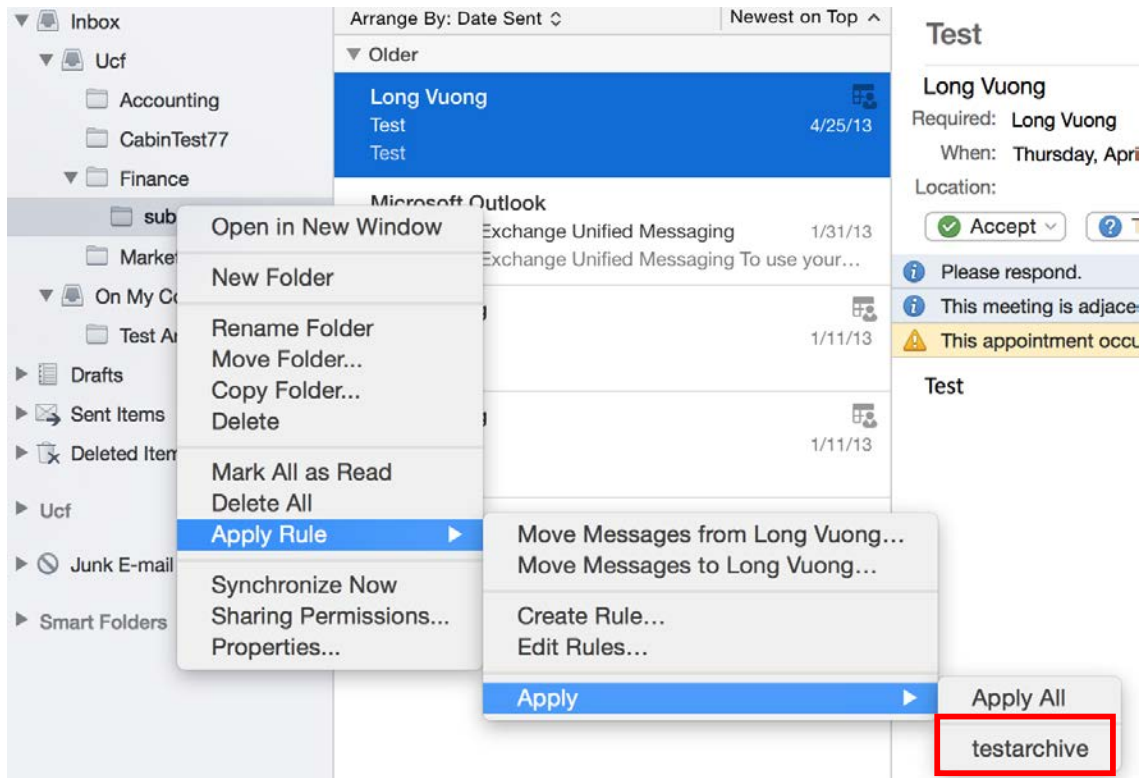 Inbox
Ucf
Accounting
CabinTest77
Finance
sub
Market
On My Co
Test Ar
Drafts
Sent Items
Deleted Item
Ucf
Junk E-mail
Smart Folders
Arrange By: Date Sent
Newest on Top
Older
Long Vuong
Test 4/25/13
Test
Microsoft Outlook
Exchange Unified Messaging 1/31/13
Exchange Unified Messaging To use your...
1/11/13
1/11/13
Open in New Window
New Folder
Rename Folder
Move Folder...
Copy Folder...
Delete
Mark All as Read
Delete All
Apply Rule
Synchronize Now
Sharing Permissions...
Properties...
Move Messages from Long Vuong...
Move Messages to Long Vuong...
Create Rule...
Edit Rules...
Apply
Apply All
testarchive
Test
Long Vuong
Required: Long Vuong
When: Thursday, Apri
Location:
Accept
Please respond.
This meeting is adjace
This appointment occu
Test